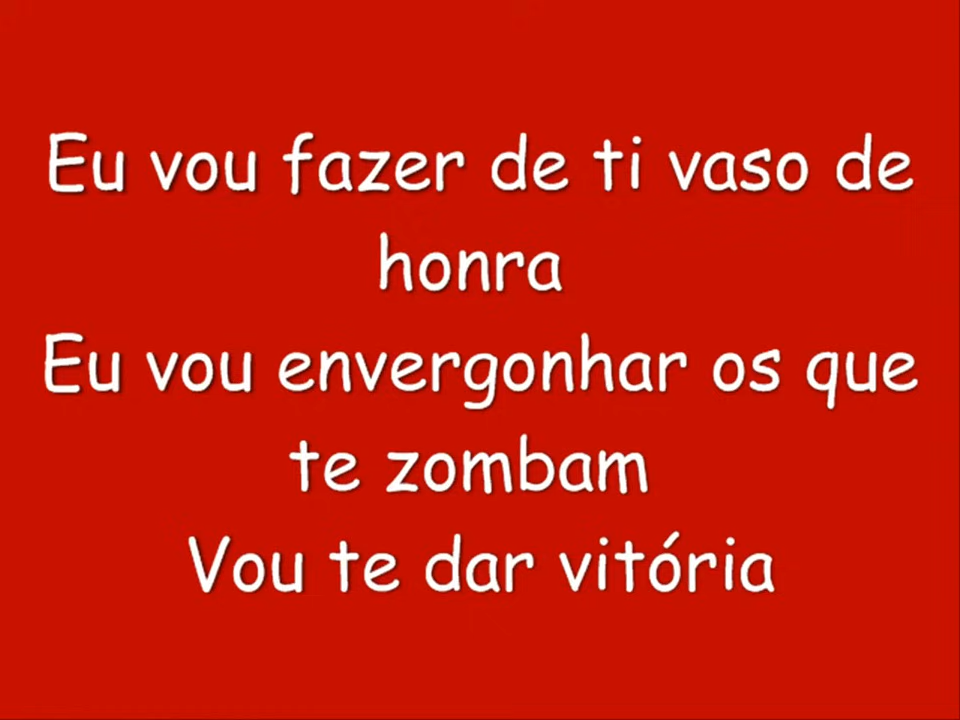 Eu vou fazer de ti vaso de
honra
Eu vou envergonhar os que
te zombam
Vou te dar vitória